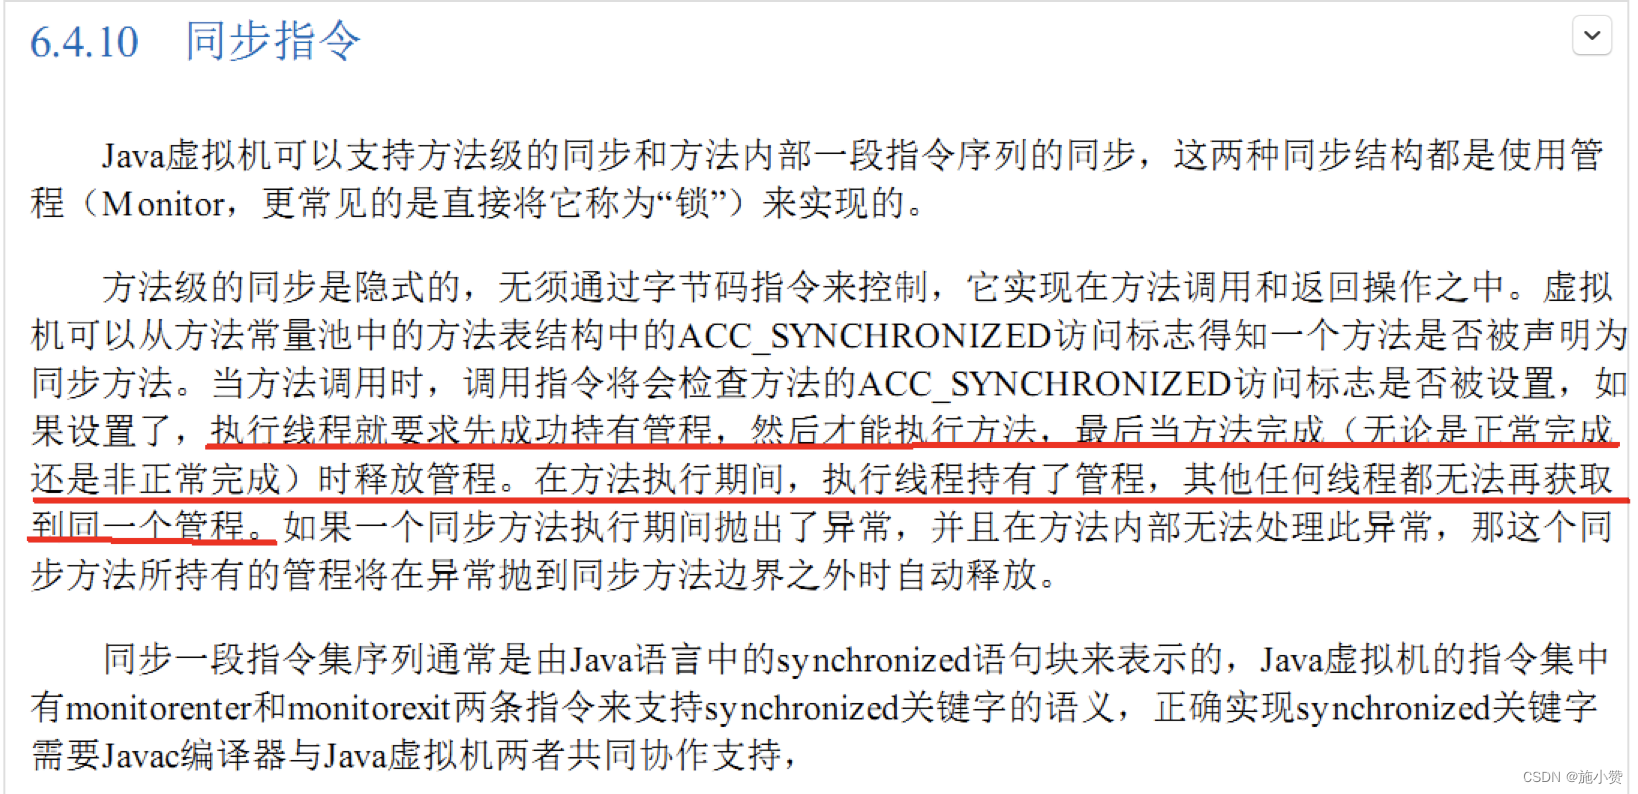 6.4.10 同步指令
Java虚拟机可以支持方法级的同步和方法内部一段指令序列的同步，这两种同步结构都是使用管
程（Monitor，更常见的是直接将它称为“锁”）来实现的。
方法级的同步是隐式的，无须通过字节码指令来控制，它实现在方法调用和返回操作之中。虚拟
机可以从方法常量池中的方法表结构中的ACC_SYNCHRONIZED访问标志得知一个方法是否被声明为
同步方法。当方法调用时，调用指令将会检查方法的ACC_SYNCHRONIZED访问标志是否被设置，如
果设置了，执行线程就要求先成功持有管程，然后才能执行方法，最后当方法完成（无论是正常完成
还是非正常完成）时释放管程。在方法执行期间，执行线程持有了管程，其他任何线程都无法再获取
到同一个管程。如果一个同步方法执行期间抛出了异常，并且在方法内部无法处理此异常，那这个同
步方法所持有的管程将在异常抛到同步方法边界之外时自动释放。
同步一段指令集序列通常是由Java语言中的synchronized语句块来表示的，Java虚拟机的指令集中
有monitorenter和monitorexit两条指令来支持synchronized关键字的语义，正确实现synchronized关键字
需要Javac编译器与Java虚拟机两者共同协作支持，
CSDN @施小赞